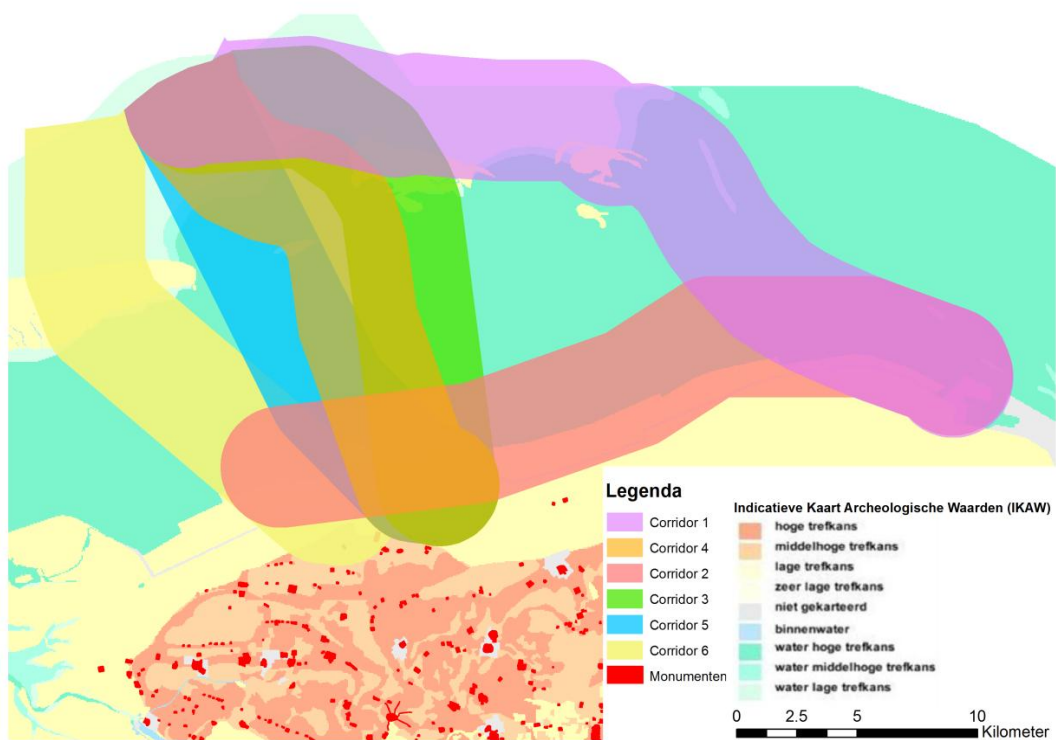 Legenda
Corridor 1
Corridor 4
Corridor 2
Corridor 3
Corridor 5
Corridor 6
Monumenten
Indicatieve Kaart Archeologische Waarden (IKAW)
hoge trefkans
middelhoge trefkans
lage trefkans
zeer lage trefkans
niet gekarteerd
binnenwater
water hoge trefkans
water middelhoge trefkans
water lage trefkans
0 2.5 5 10
Kilometer